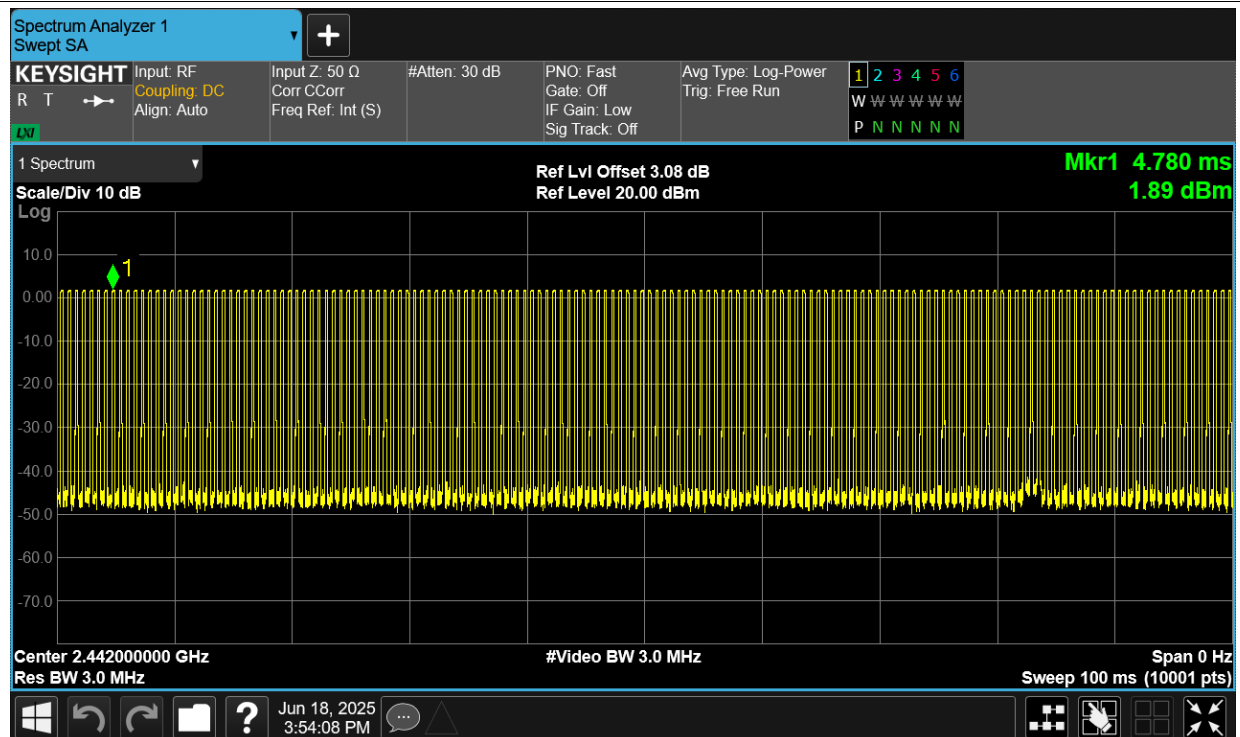 Spectrum Analyzer 1
Swept SA
KEYSIGHT
R T
LXI
Input: RF
Coupling: DC
Align: Auto
Input Z: 50 Ω
Corr CCorr
Freq Ref: Int (S)
#Atten: 30 dB
PNO: Fast
Gate: Off
IF Gain: Low
Sig Track: Off
Avg Type: Log-Power
Trig: Free Run
1 2 3 4 5 6
W W W W W W
P N N N N N
1 Spectrum
Scale/Div 10 dB
Ref Lvl Offset 3.08 dB
Ref Level 20.00 dBm
Mkr1 4.780 ms
1.89 dBm
Log
10.0
1
0.00
-10.0
-20.0
-30.0
-40.0
-50.0
-60.0
-70.0
Center 2.442000000 GHz
Res BW 3.0 MHz
#Video BW 3.0 MHz
Span 0 Hz
Sweep 100 ms (10001 pts)
?
Jun 18, 2025
3:54:08 PM